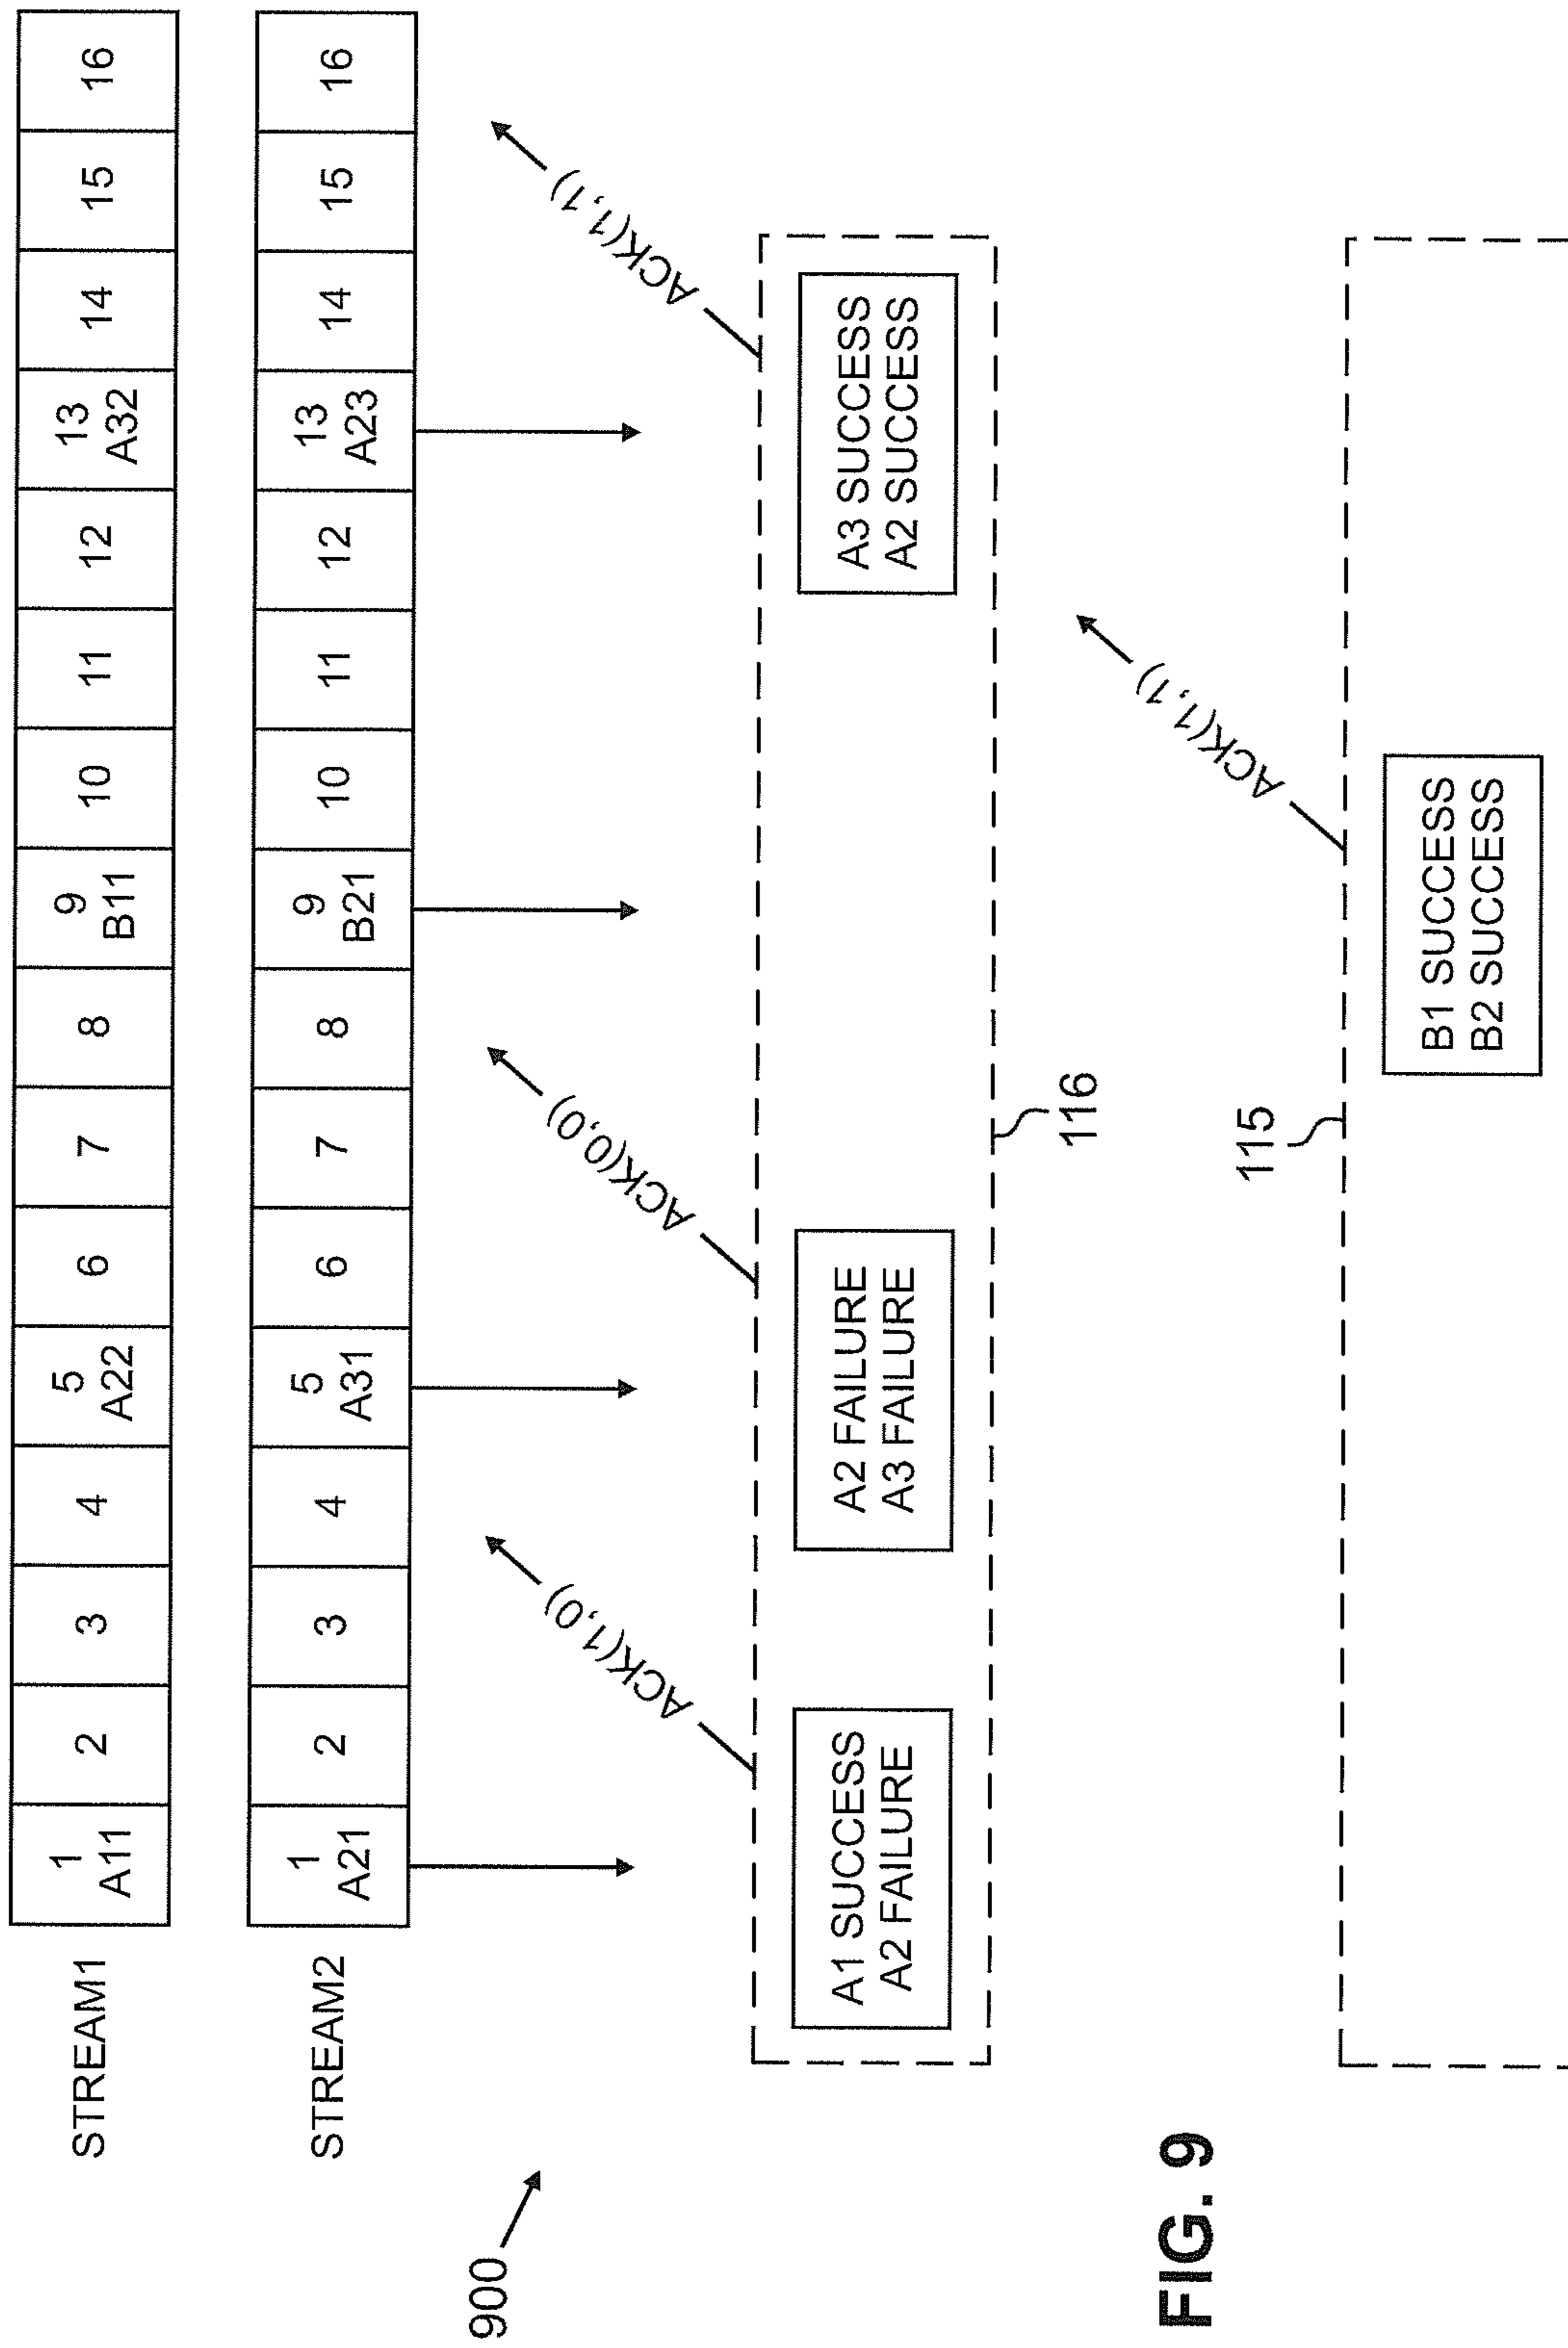 STREAM1
1 2 3 4 5 6 7 8 9 10 11 12 13 14 15 16
A11 A22 B11 A32
STREAM2
1 2 3 4 5 6 7 8 9 10 11 12 13 14 15 16
A21 A31 B21 A23
900
ACK(1,0)
ACK(0,0)
ACK(1,1)
A1 SUCCESS
A2 FAILURE
A2 FAILURE
A3 FAILURE
A3 SUCCESS
A2 SUCCESS
116
ACK(1,1)
115
B1 SUCCESS
B2 SUCCESS
FIG. 9